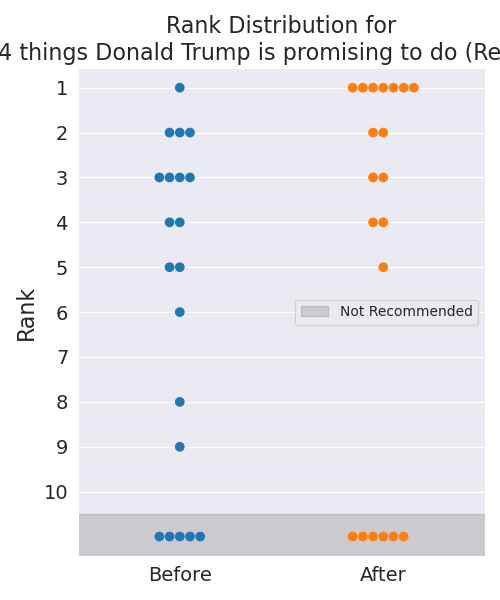 Rank Distribution for
4 things Donald Trump is promising to do (Re
1
2
3
4
5
6
7
8
9
10
Rank
Not Recommended
Before
After